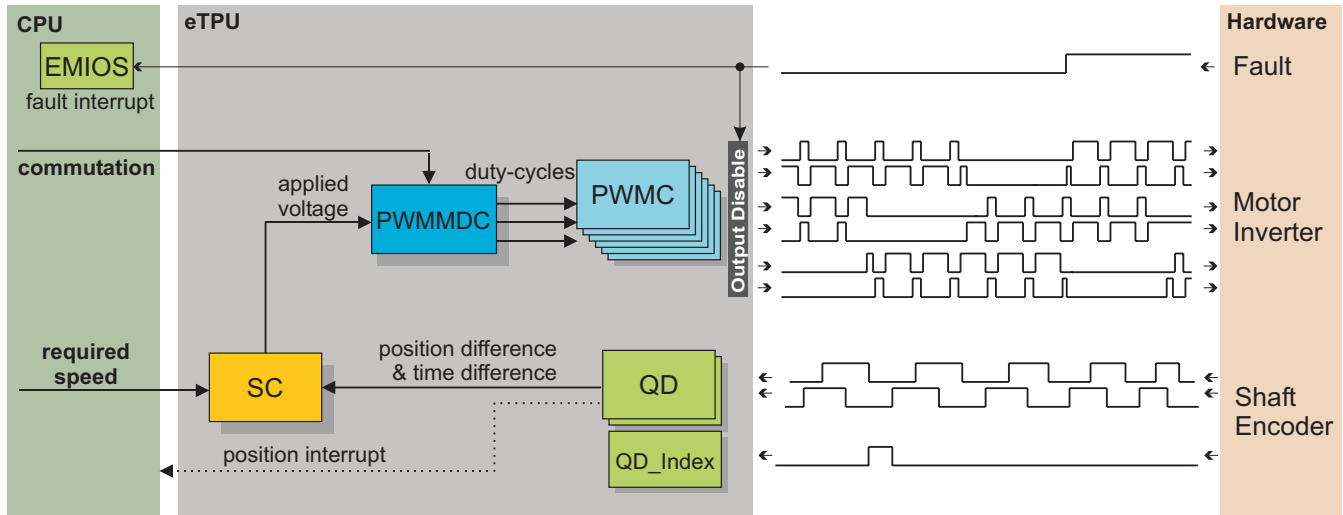 CPU
eTPU
Hardware
EMIOS
fault interrupt
Fault
commutation
applied
voltage
duty-cycles
PWMMDC
PWMC
Output Disable
Motor
Inverter
required
speed
SC
position difference
& time difference
QD
QD_Index
position interrupt
Shaft
Encoder